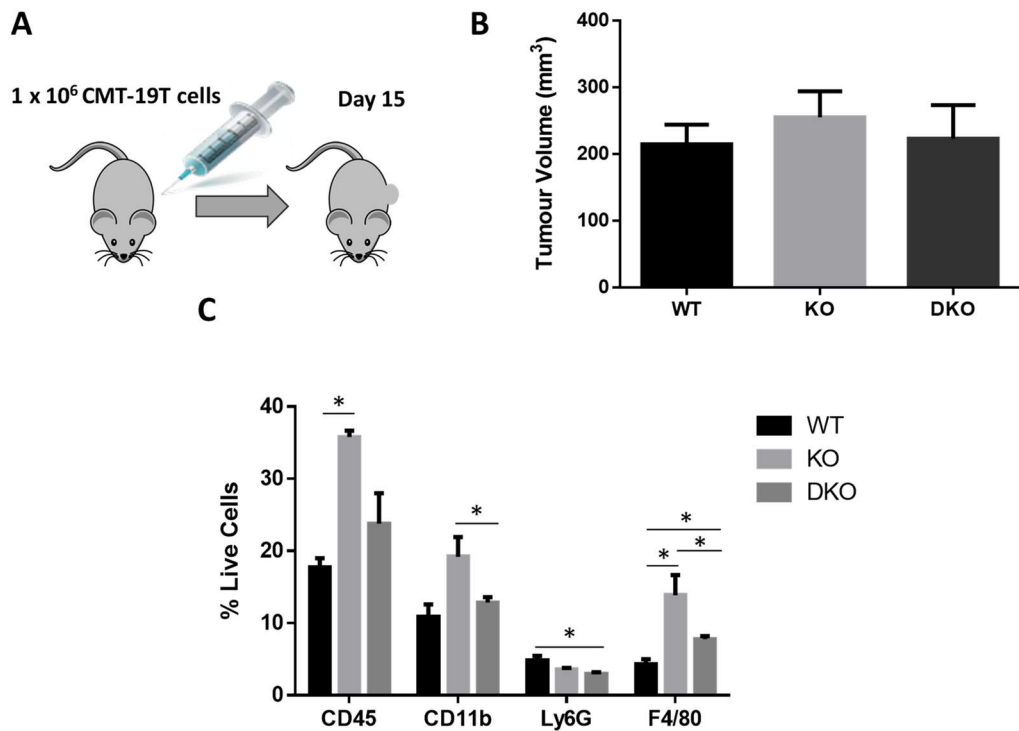 A
1 x 10⁶ CMT-19T cells
Day 15
B
Tumour Volume (mm³)
400
300
200
100
0
WT
KO
DKO
C
% Live Cells
40
30
20
10
0
*
*
*
*
*
*
CD45
CD11b
Ly6G
F4/80
WT
KO
DKO